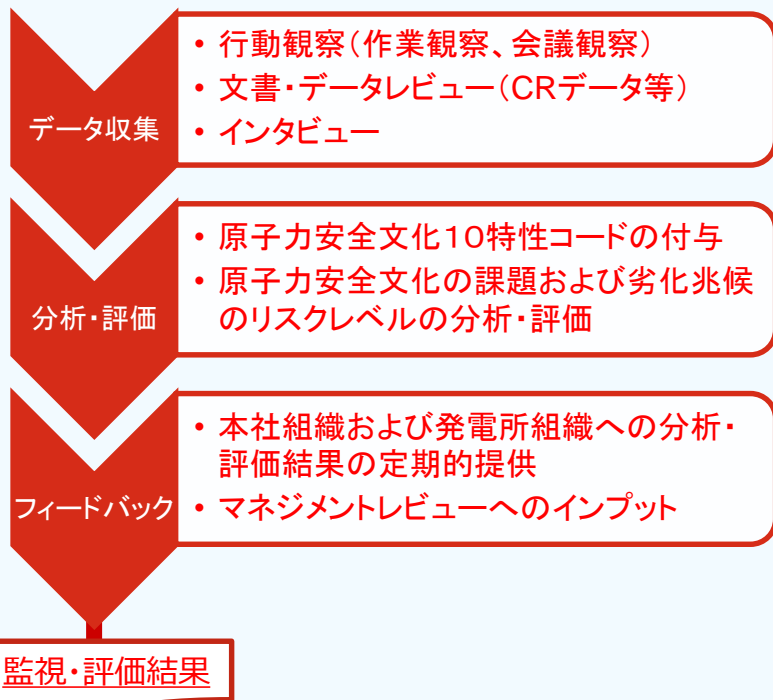 データ収集
• 行動観察（作業観察、会議観察）
• 文書・データレビュー（CRデータ等）
• インタビュー
分析・評価
• 原子力安全文化１０特性コードの付与
• 原子力安全文化の課題および劣化兆候
のリスクレベルの分析・評価
フィードバック
• 本社組織および発電所組織への分析・
評価結果の定期的提供
• マネジメントレビューへのインプット
監視・評価結果